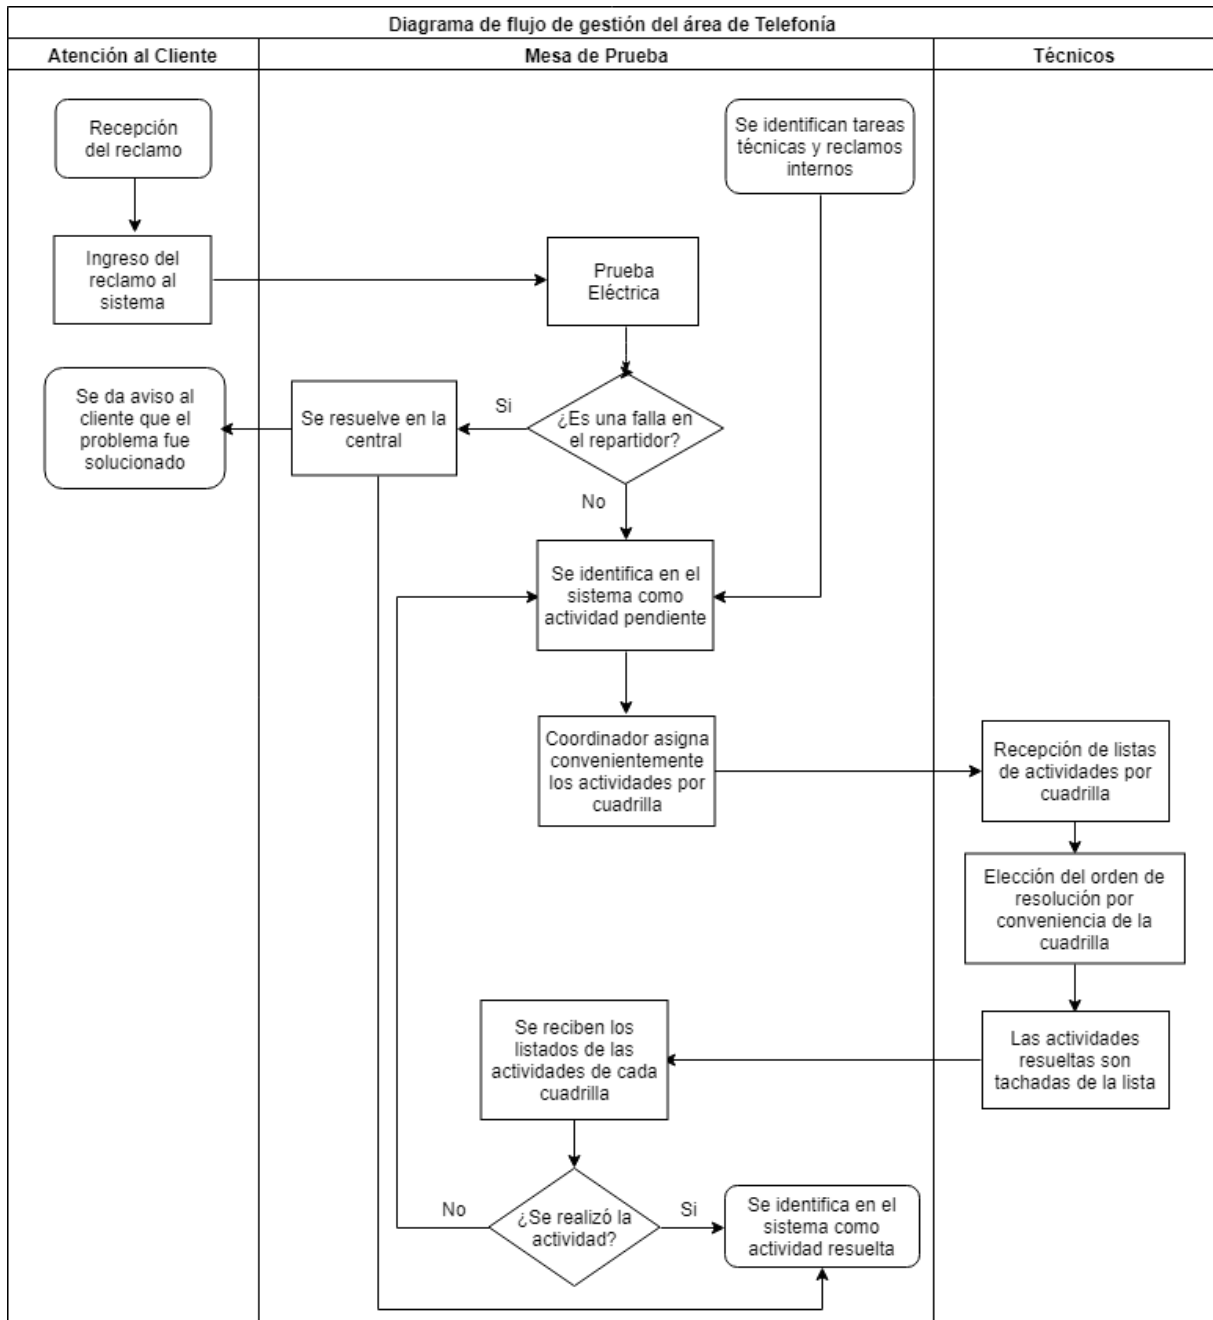 Diagrama de flujo de gestión del área de Telefonía
Atención al Cliente
Mesa de Prueba
Técnicos
Recepción
del reclamo
Se identifican tareas
técnicas y reclamos
internos
Ingreso del
reclamo al
sistema
Prueba
Eléctrica
Se da aviso al
cliente que el
problema fue
solucionado
Se resuelve en la
central
Si
¿Es una falla en
el repartidor?
No
Se identifica en el
sistema como
actividad pendiente
Coordinador asigna
convenientemente
los actividades por
cuadrilla
Recepción de listas
de actividades por
cuadrilla
Elección del orden de
resolución por
conveniencia de la
cuadrilla
Las actividades
resueltas son
tachadas de la lista
Se reciben los
listados de las
actividades de cada
cuadrilla
No
¿Se realizó la
actividad?
Si
Se identifica en el
sistema como
actividad resuelta